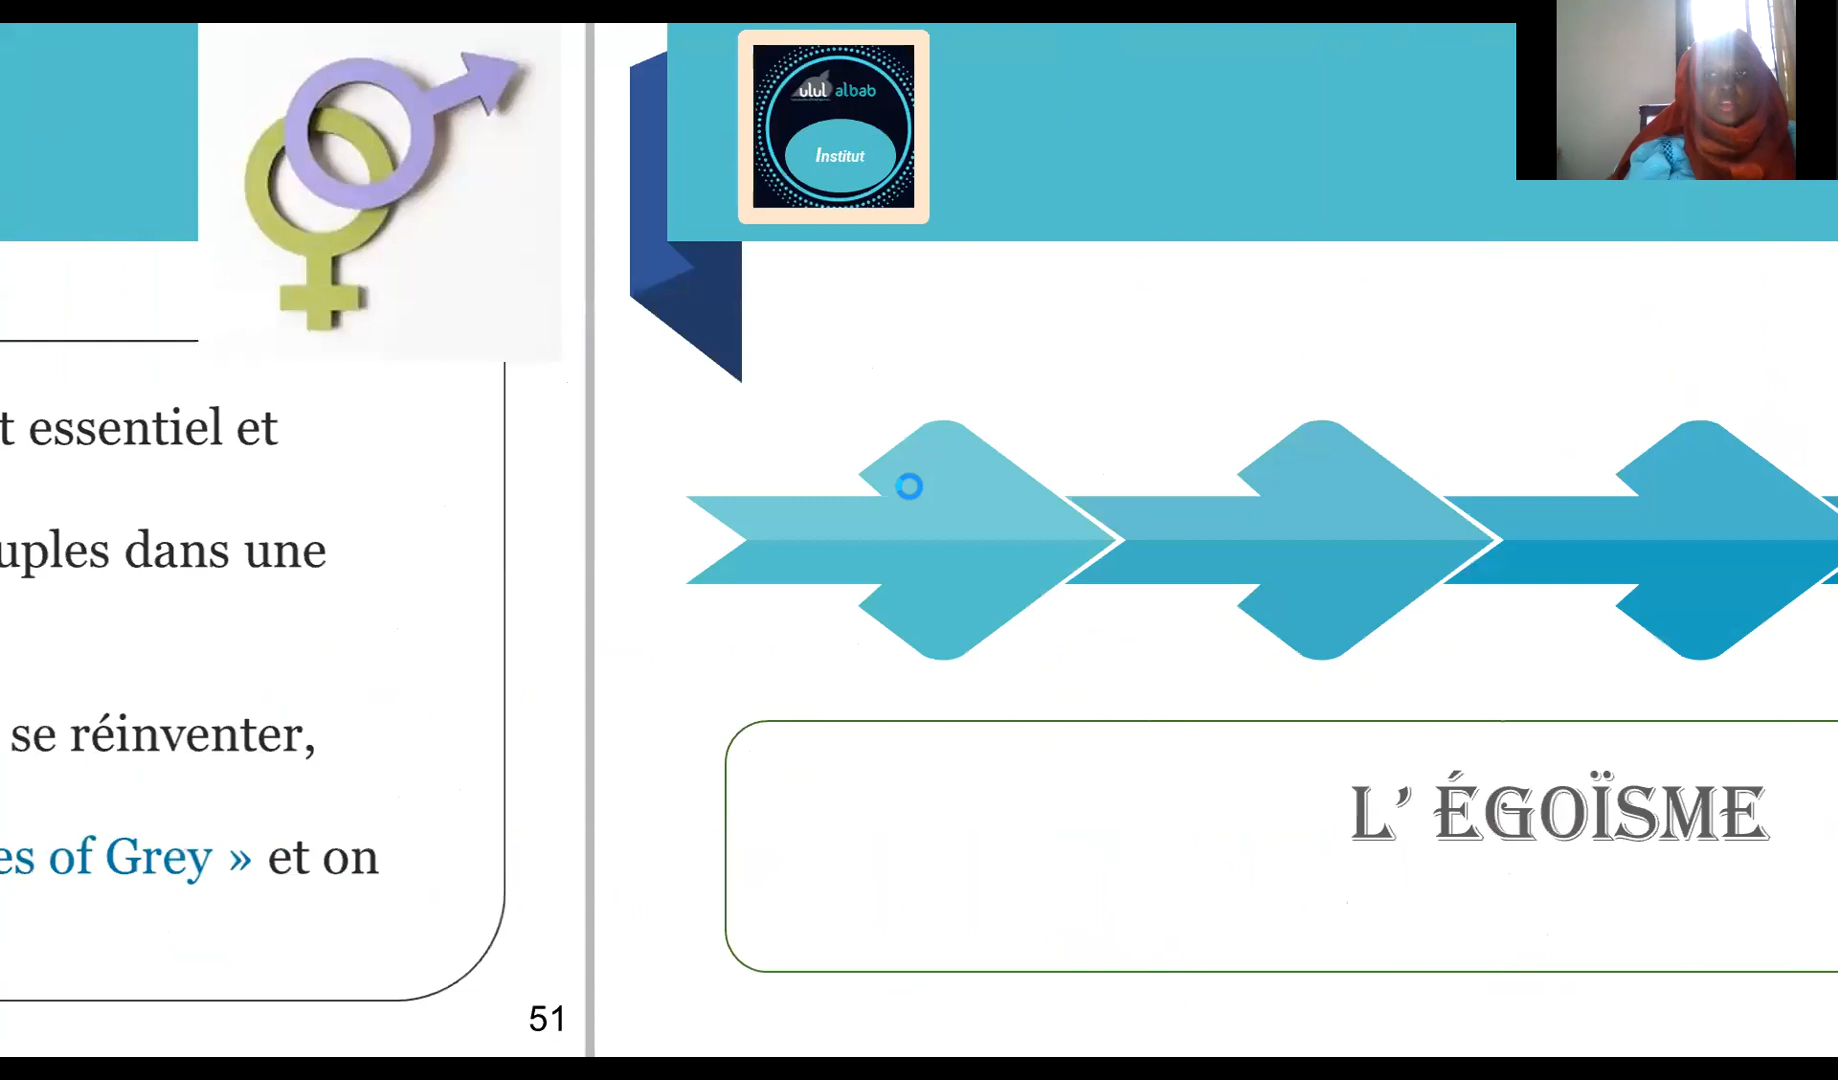 t essentiel et
uples dans une
se réinventer,
es of Grey » et on
51
ulul albab
Institut
L’ ÉGOÏSME